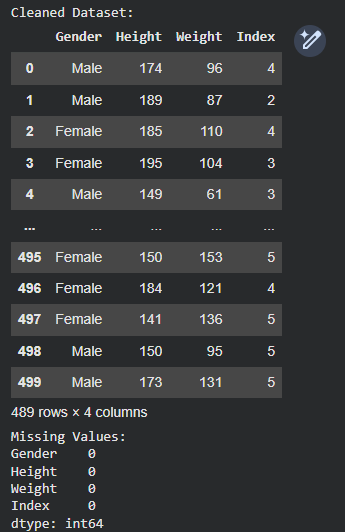 Cleaned Dataset:
Gender Height Weight Index
0 Male 174 96 4
1 Male 189 87 2
2 Female 185 110 4
3 Female 195 104 3
4 Male 149 61 3
... ... ... ... ...
495 Female 150 153 5
496 Female 184 121 4
497 Female 141 136 5
498 Male 150 95 5
499 Male 173 131 5
489 rows × 4 columns
Missing Values:
Gender 0
Height 0
Weight 0
Index 0
dtype: int64